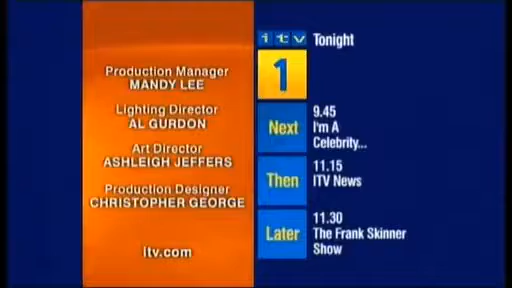 Production Manager
MANDY LEE
Lighting Director
AL GURDON
Art Director
ASHLEIGH JEFFERS
Production Designer
CHRISTOPHER GEORGE
itv.com
itv
1
Tonight
Next
9.45
I'm A
Celebrity...
Then
11.15
ITV News
Later
11.30
The Frank Skinner
Show